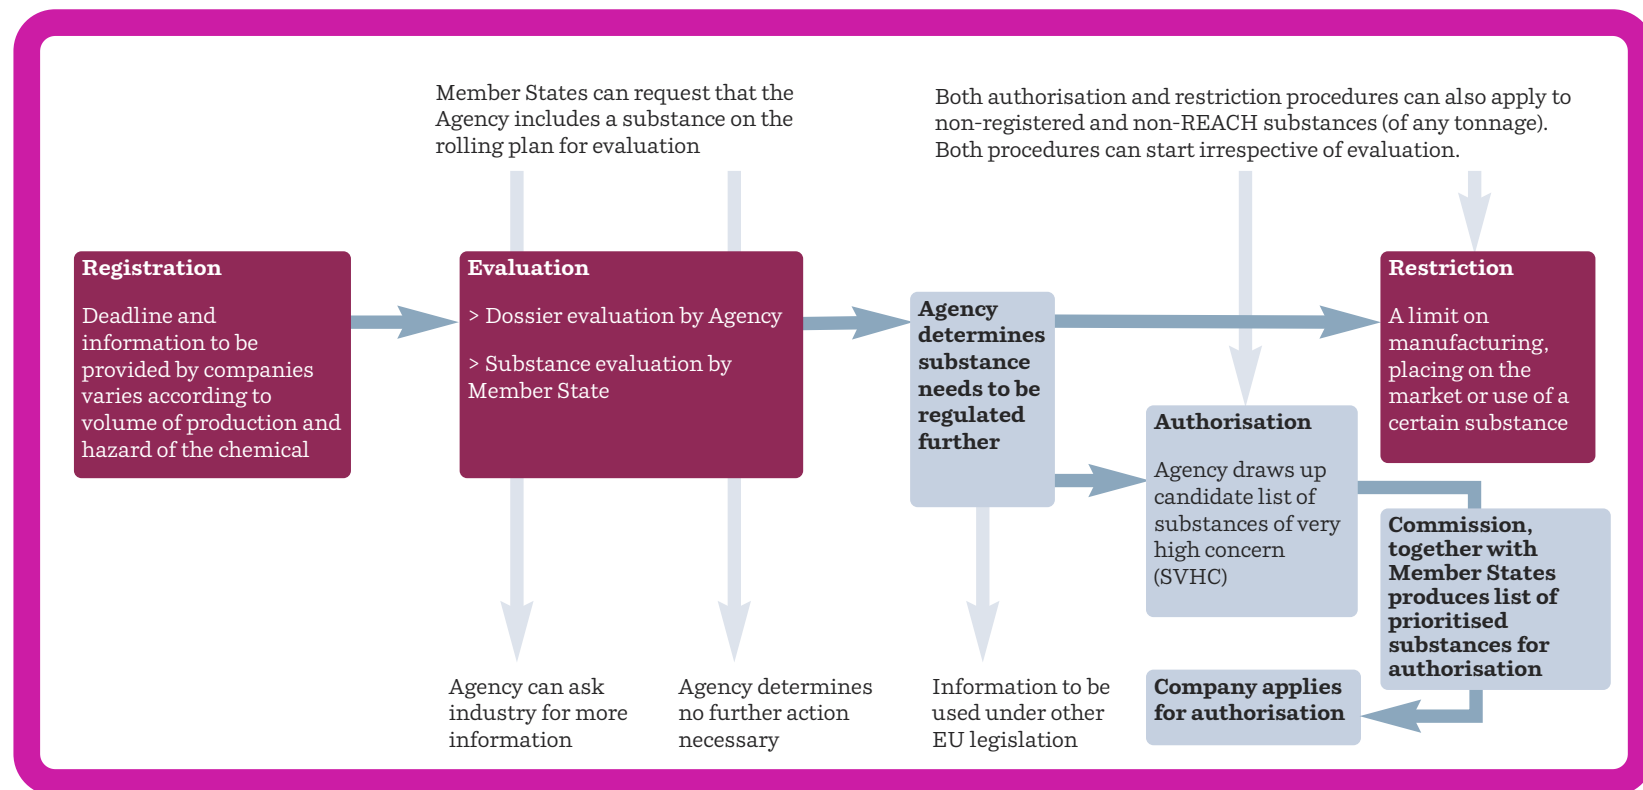 Member States can request that the
Agency includes a substance on the
rolling plan for evaluation
Both authorisation and restriction procedures can also apply to
non-registered and non-REACH substances (of any tonnage).
Both procedures can start irrespective of evaluation.
Registration
Deadline and
information to be
provided by companies
varies according to
volume of production and
hazard of the chemical
Evaluation
> Dossier evaluation by Agency
> Substance evaluation by
Member State
Agency
determines
substance
needs to be
regulated
further
Restriction
A limit on
manufacturing,
placing on the
market or use of a
certain substance
Authorisation
Agency draws up
candidate list of
substances of very
high concern
(SVHC)
Commission,
together with
Member States
produces list of
prioritised
substances for
authorisation
Company applies
for authorisation
Agency can ask
industry for more
information
Agency determines
no further action
necessary
Information to be
used under other
EU legislation